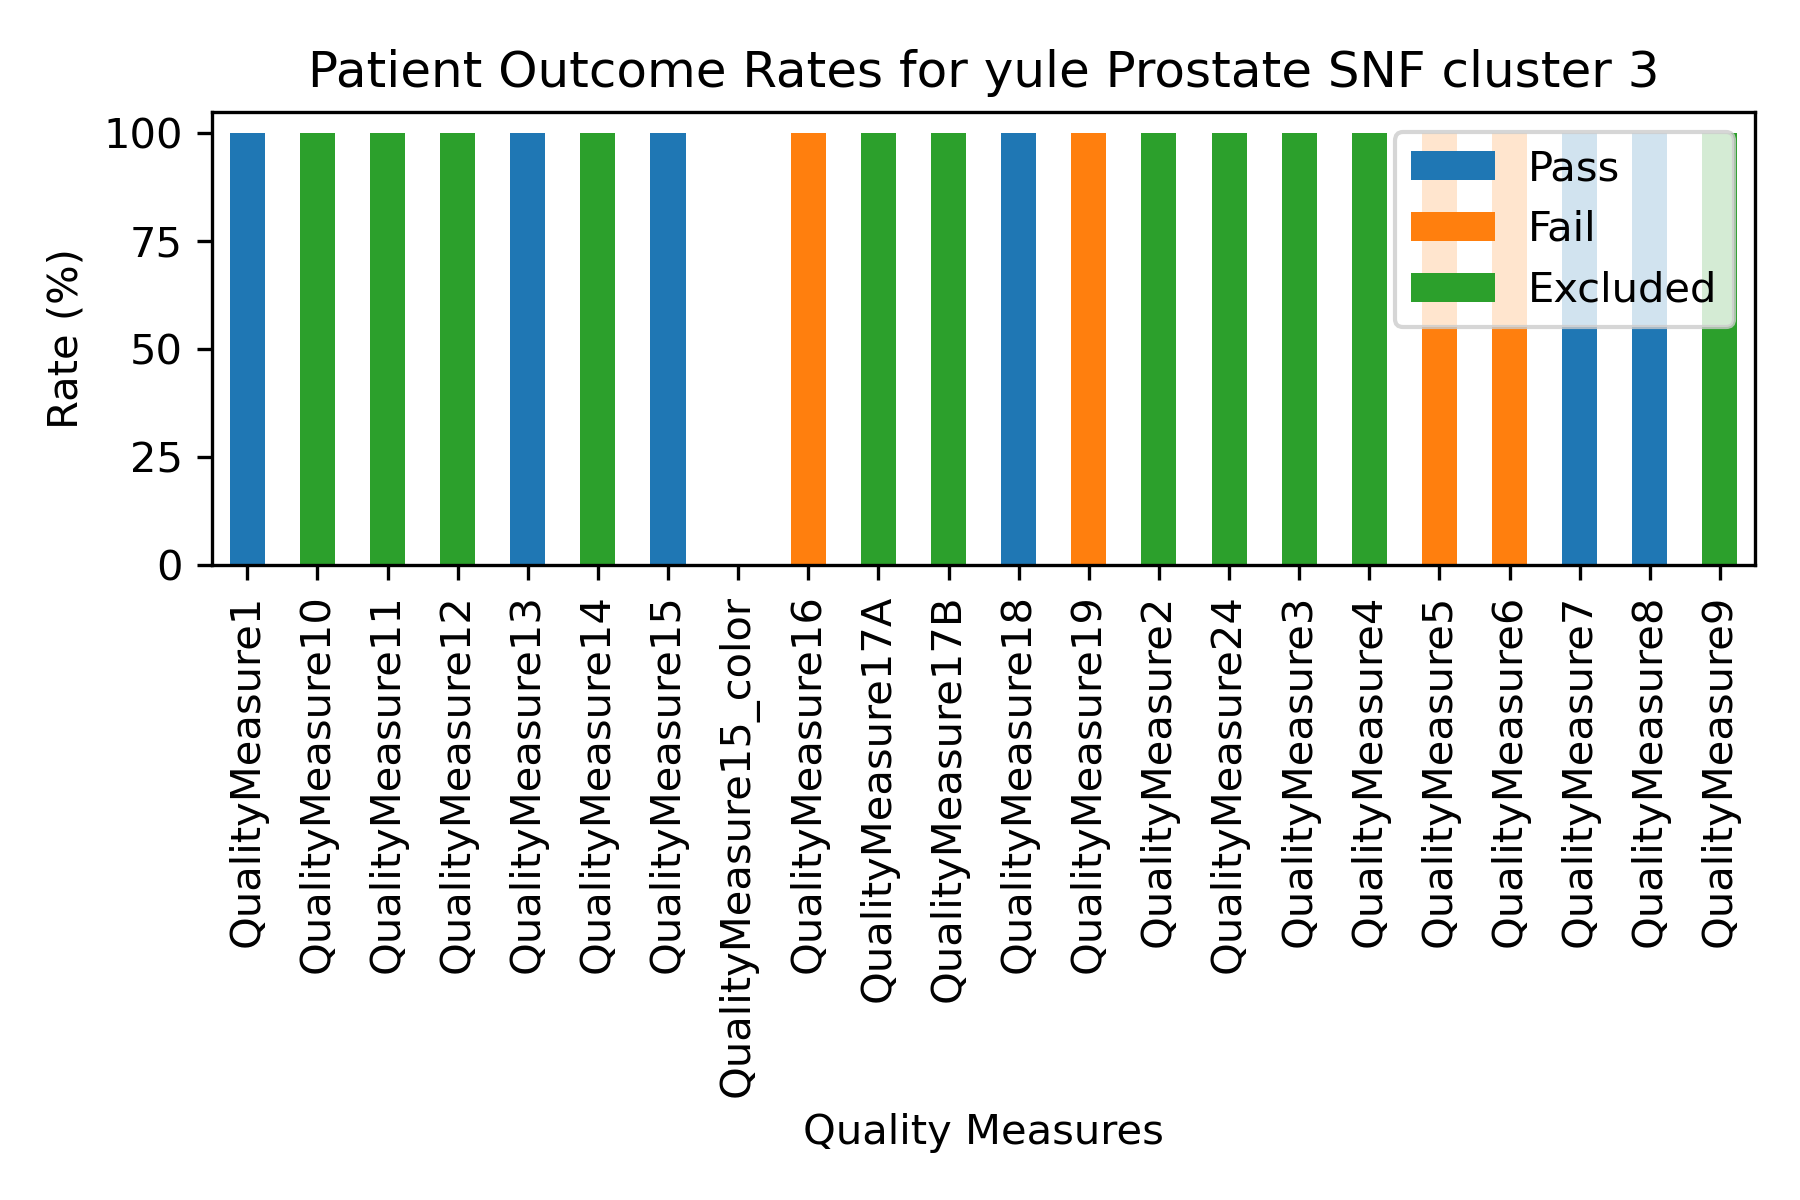 Patient Outcome Rates for yule Prostate SNF cluster 3
100
75
50
25
0
Rate (%)
Pass
Fail
Excluded
QualityMeasure1
QualityMeasure10
QualityMeasure11
QualityMeasure12
QualityMeasure13
QualityMeasure14
QualityMeasure15
QualityMeasure15_color
QualityMeasure16
QualityMeasure17A
QualityMeasure17B
QualityMeasure18
QualityMeasure19
QualityMeasure2
QualityMeasure24
QualityMeasure3
QualityMeasure4
QualityMeasure5
QualityMeasure6
QualityMeasure7
QualityMeasure8
QualityMeasure9
Quality Measures